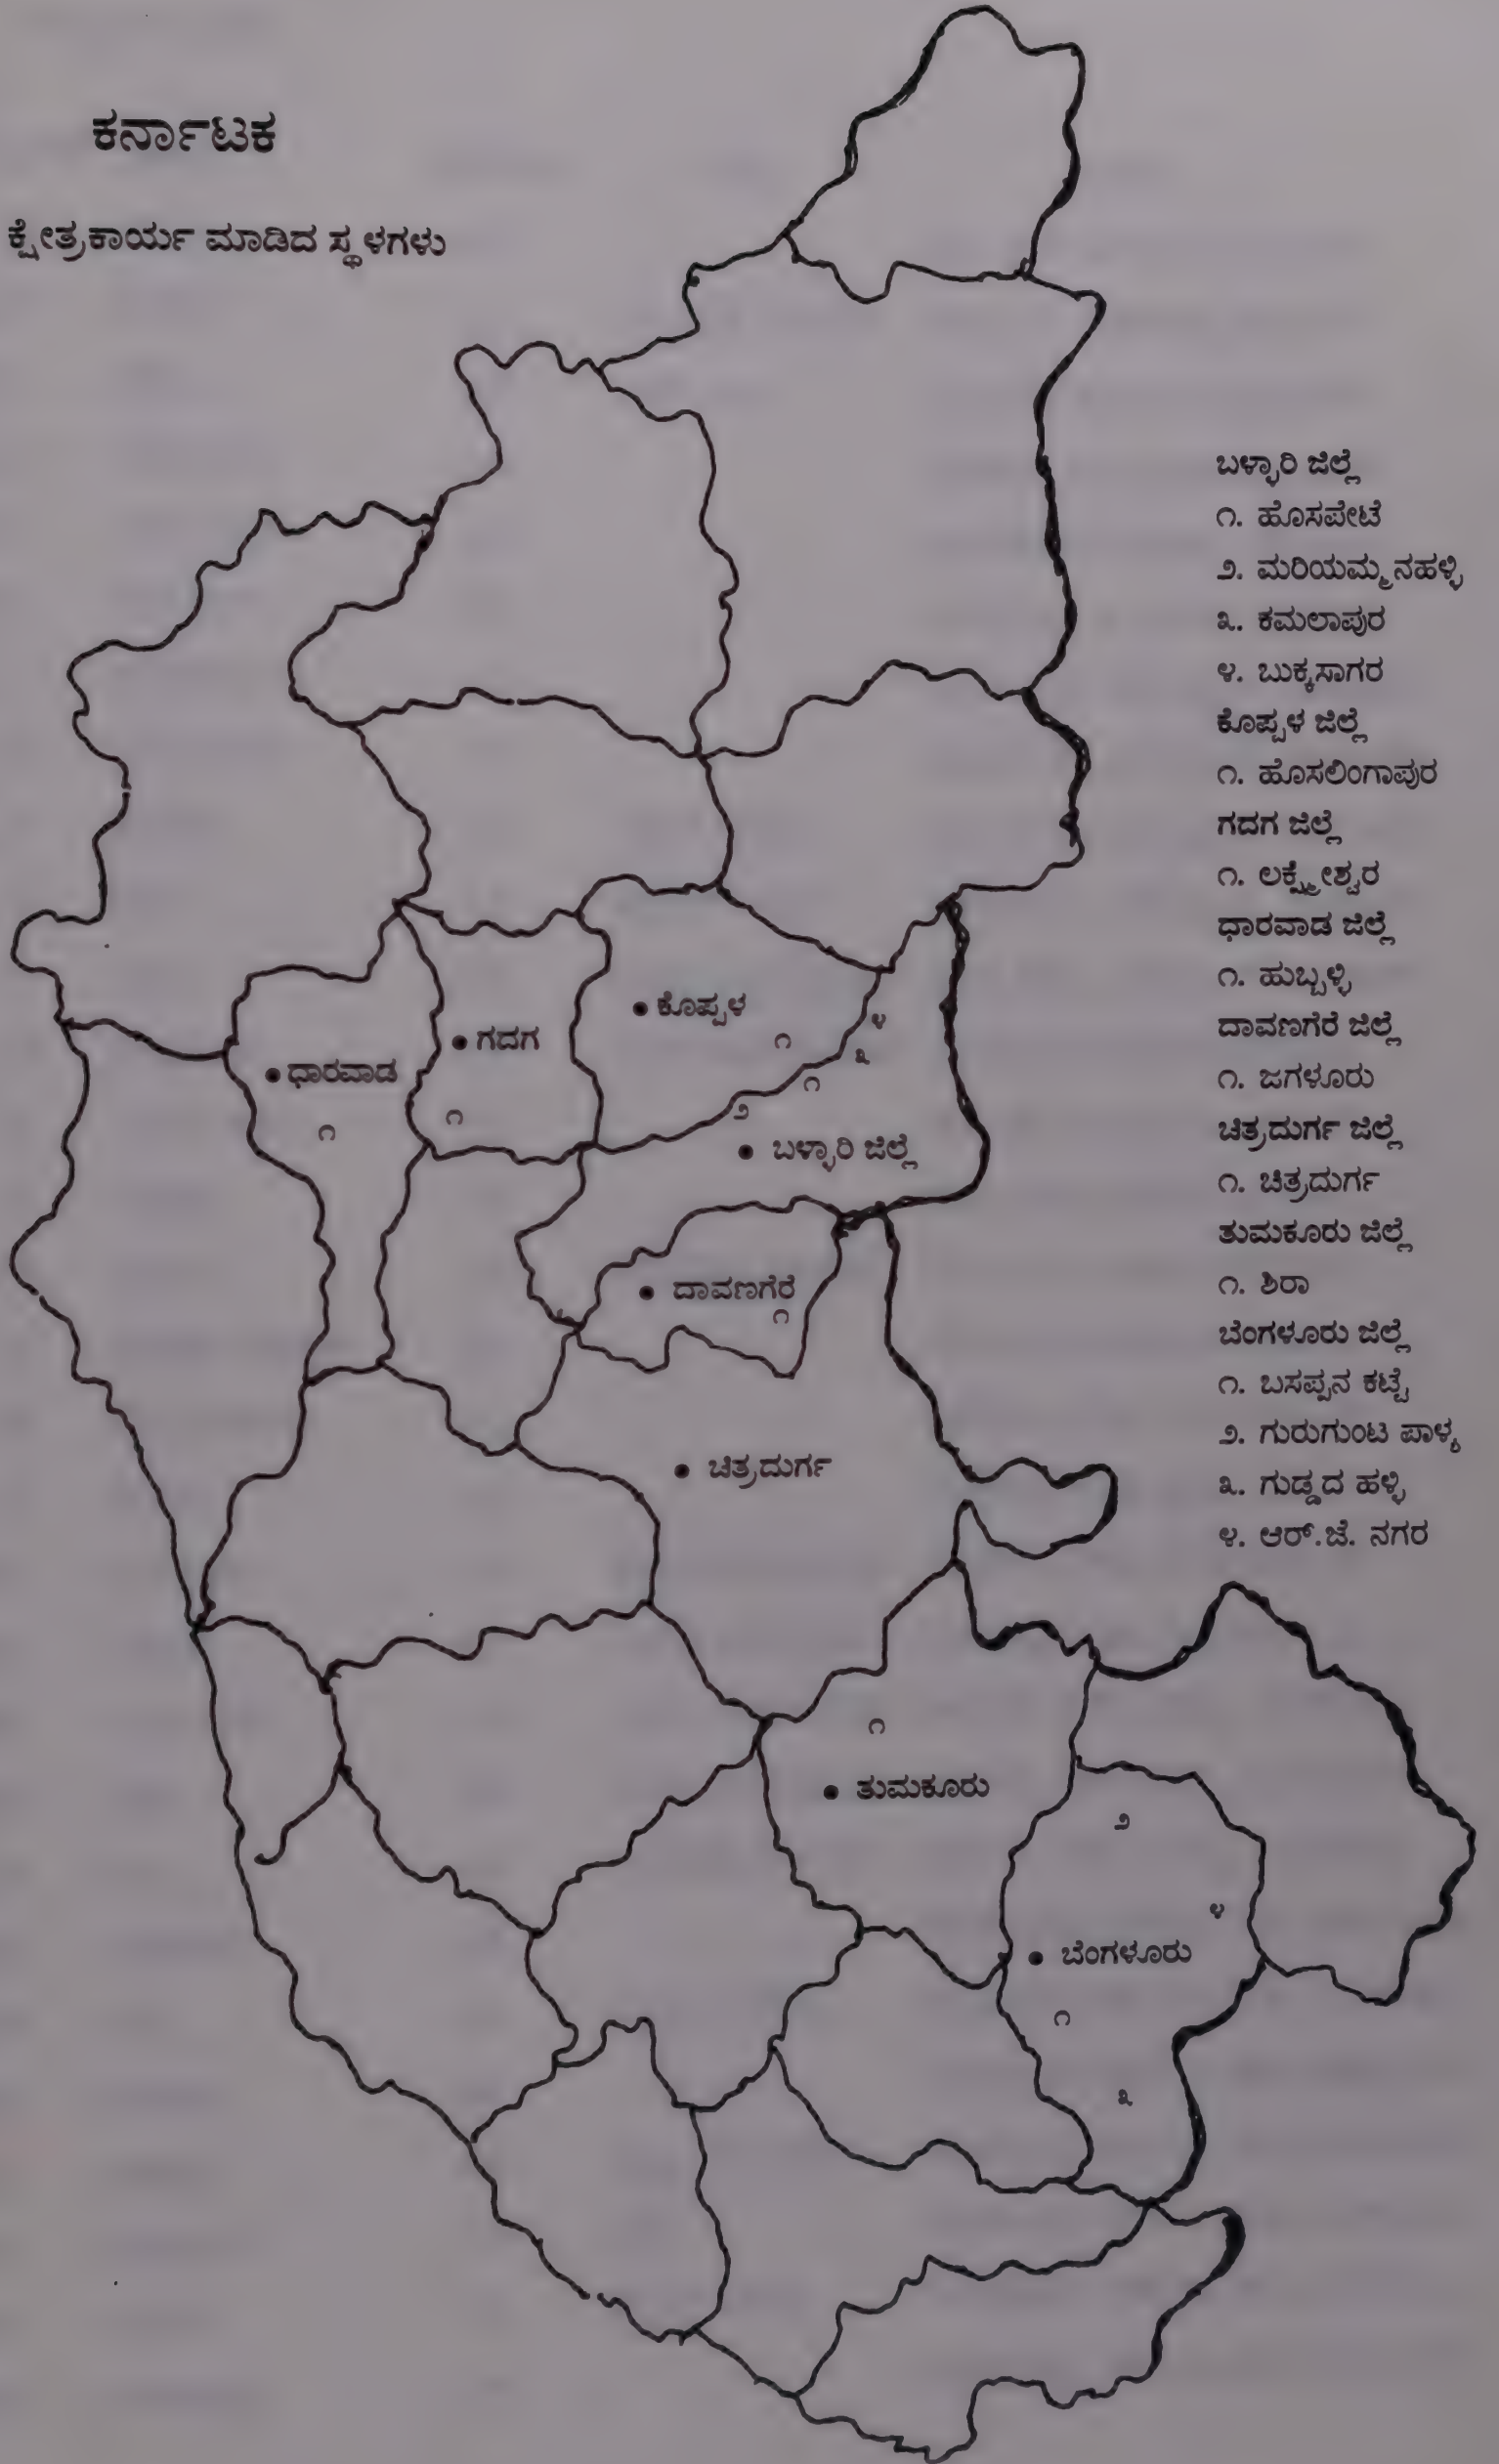 ಕರ್ನಾಟಕ
ಕ್ಷೇತ್ರಕಾರ್ಯ ಮಾಡಿದ ಸ್ಥಳಗಳು
ಬಳ್ಳಾರಿ ಜಿಲ್ಲೆ
೧. ಹೊಸಪೇಟೆ
೨. ಮರಿಯಮ್ಮನಹಳ್ಳಿ
೩. ಕಮಲಾಪುರ
೪. ಬುಕ್ಕಸಾಗರ
ಕೊಪ್ಪಳ ಜಿಲ್ಲೆ
೧. ಹೊಸಲಿಂಗಾಪುರ
ಗದಗ ಜಿಲ್ಲೆ
೧. ಲಕ್ಷ್ಮೇಶ್ವರ
ಧಾರವಾಡ ಜಿಲ್ಲೆ
೧. ಹುಬ್ಬಳ್ಳಿ
ದಾವಣಗೆರೆ ಜಿಲ್ಲೆ
೧. ಜಗಳೂರು
ಚಿತ್ರದುರ್ಗ ಜಿಲ್ಲೆ
೧. ಚಿತ್ರದುರ್ಗ
ತುಮಕೂರು ಜಿಲ್ಲೆ
೧. ಶಿರಾ
ಬೆಂಗಳೂರು ಜಿಲ್ಲೆ
೧. ಬಸಪ್ಪನ ಕಟ್ಟೆ
೨. ಗುರುಗುಂಟ ಪಾಳ್ಯ
೩. ಗುಡ್ಡದ ಹಳ್ಳಿ
೪. ಆರ್.ಜೆ. ನಗರ
ಕೊಪ್ಪಳ
೧
೪
೩
೧
೨
ಗದಗ
೧
ಧಾರವಾಡ
೧
ಬಳ್ಳಾರಿ ಜಿಲ್ಲೆ
ದಾವಣಗೆರೆ
೧
ಚಿತ್ರದುರ್ಗ
೧
ತುಮಕೂರು
೨
೪
ಬೆಂಗಳೂರು
೧
೩